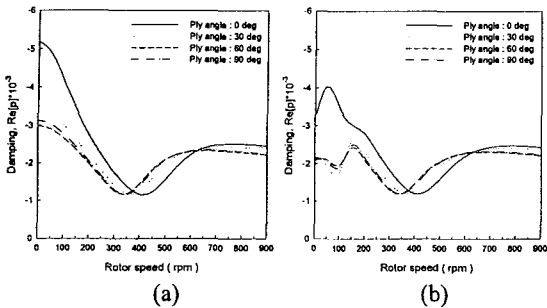 -6
-5
-4
-3
-2
-1
0
Damping, Re[p]*10⁻³
Ply angle : 0 deg
Ply angle : 30 deg
Ply angle : 60 deg
Ply angle : 90 deg
0 100 200 300 400 500 600 700 800 900
Rotor speed ( rpm )
(a)
-6
-5
-4
-3
-2
-1
0
Damping, Re[p]*10⁻³
Ply angle : 0 deg
Ply angle : 30 deg
Ply angle : 60 deg
Ply angle : 90 deg
0 100 200 300 400 500 600 700 800 900
Rotor speed ( rpm )
(b)